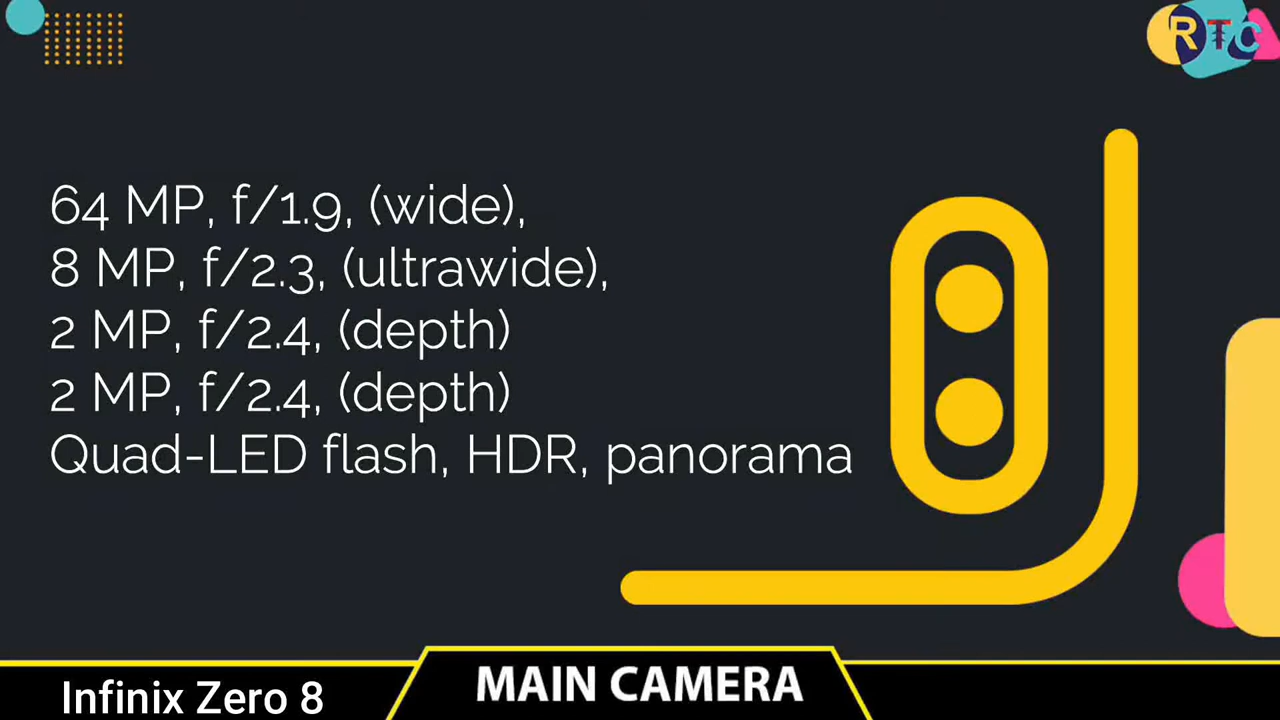 RTC
64 MP, f/1.9, (wide),
8 MP, f/2.3, (ultrawide),
2 MP, f/2.4, (depth)
2 MP, f/2.4, (depth)
Quad-LED flash, HDR, panorama
MAIN CAMERA
Infinix Zero 8